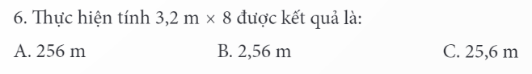 6. Thực hiện tính 3,2 m × 8 được kết quả là:
A. 256 m B. 2,56 m C. 25,6 m